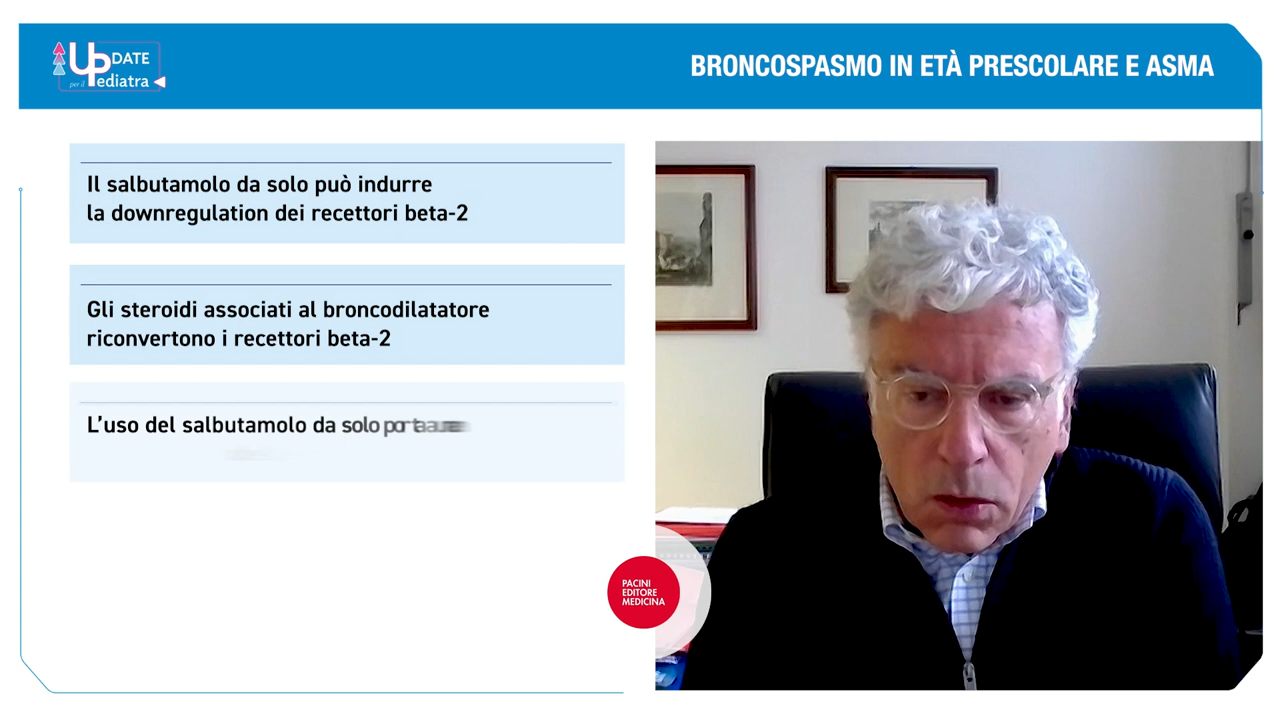 UpDATE
per il Pediatra
BRONCOSPASMO IN ETÀ PRESCOLARE E ASMA
Il salbutamolo da solo può indurre
la downregulation dei recettori beta-2
Gli steroidi associati al broncodilatatore
riconvertono i recettori beta-2
L'uso del salbutamolo da solo
PACINI
EDITORE
MEDICINA